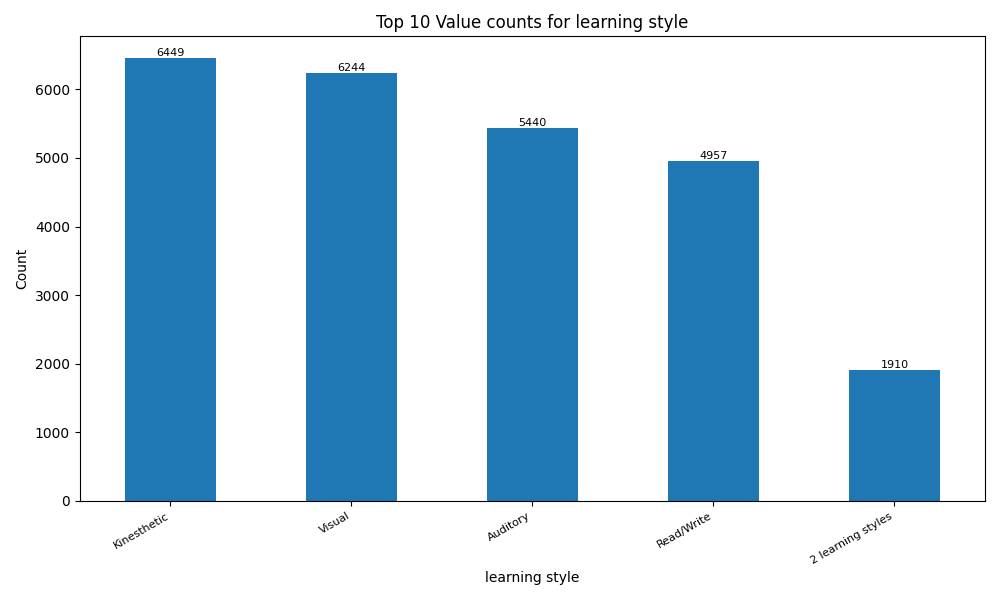 Top 10 Value counts for learning style
6449
6244
5440
4957
1910
6000
5000
4000
3000
2000
1000
0
Count
Kinesthetic
Visual
Auditory
Read/Write
2 learning styles
learning style